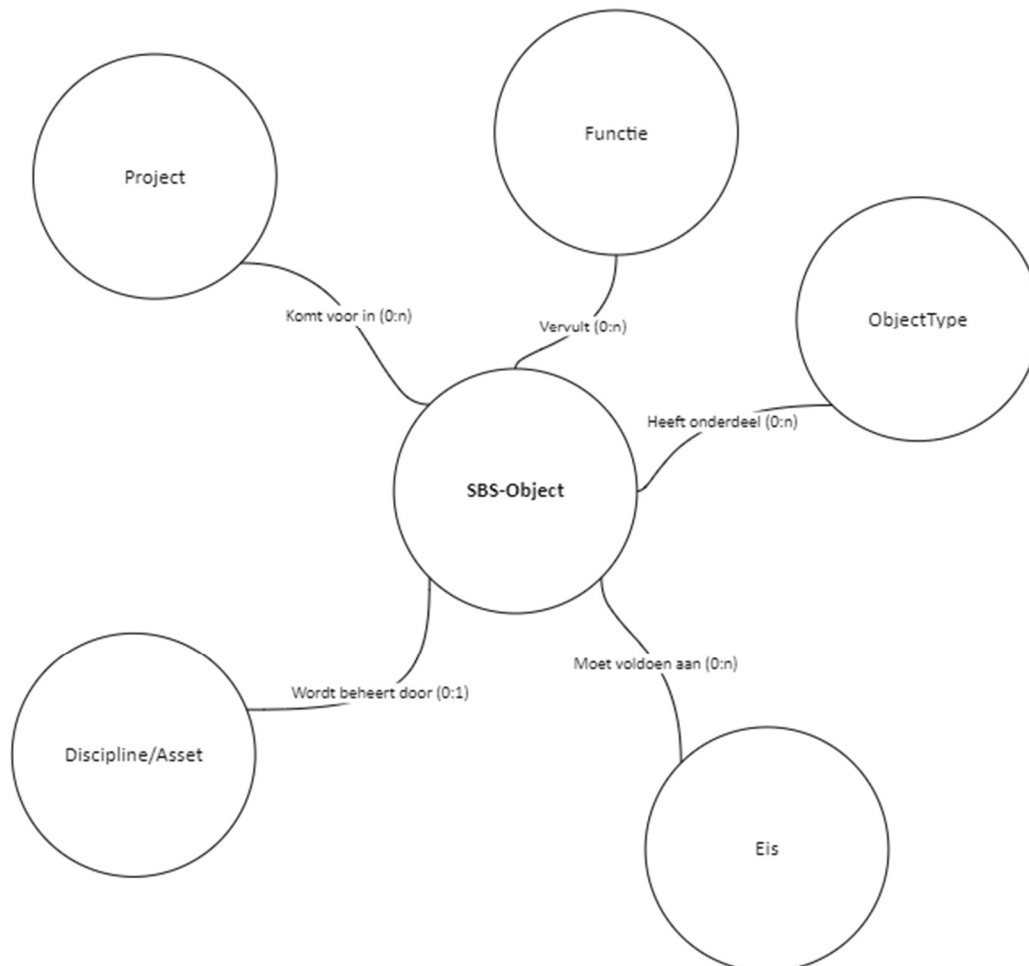 Functie
Project
Komt voor in (0:n)
Vervult (0:n)
ObjectType
Heeft onderdeel (0:n)
SBS-Object
Moet voldoen aan (0:n)
Wordt beheert door (0:1)
Discipline/Asset
Eis